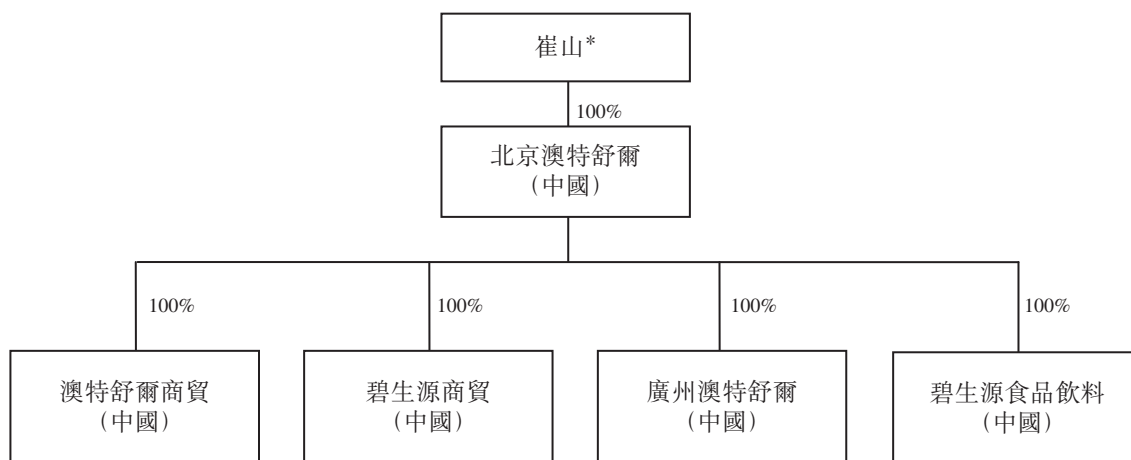 崔山*
100%
北京澳特舒爾
（中國）
100%
100%
100%
100%
澳特舒爾商貿
（中國）
碧生源商貿
（中國）
廣州澳特舒爾
（中國）
碧生源食品飲料
（中國）